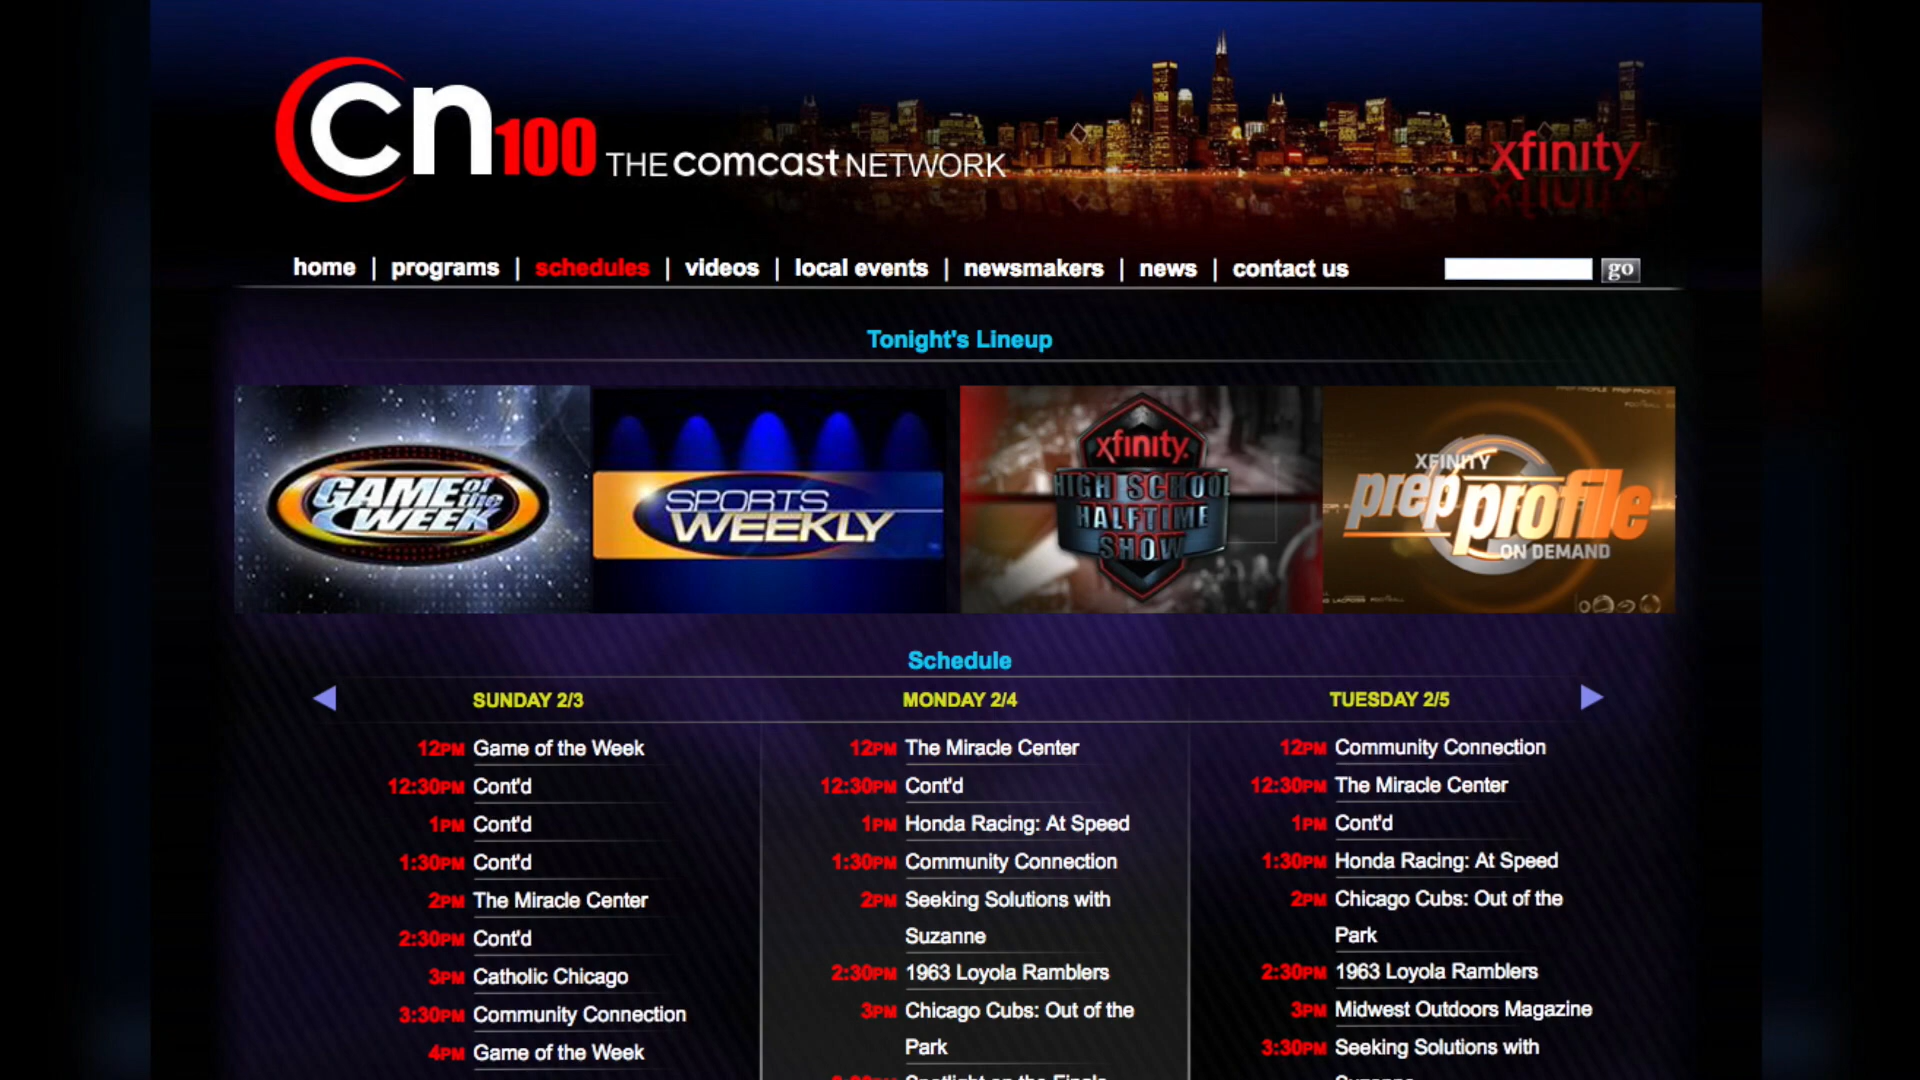 cn100 THE comcast NETWORK
xfinity
home | programs | schedules | videos | local events | newsmakers | news | contact us
go
Tonight's Lineup
GAME of the WEEK
SPORTS WEEKLY
xfinity
HIGH SCHOOL
HALFTIME
SHOW
XFINITY
prep profile
ON DEMAND
LACROSSE FOOTBALL
Schedule
SUNDAY 2/3
12PM Game of the Week
12:30PM Cont'd
1PM Cont'd
1:30PM Cont'd
2PM The Miracle Center
2:30PM Cont'd
3PM Catholic Chicago
3:30PM Community Connection
4PM Game of the Week
MONDAY 2/4
12PM The Miracle Center
12:30PM Cont'd
1PM Honda Racing: At Speed
1:30PM Community Connection
2PM Seeking Solutions with
Suzanne
2:30PM 1963 Loyola Ramblers
3PM Chicago Cubs: Out of the
Park
TUESDAY 2/5
12PM Community Connection
12:30PM The Miracle Center
1PM Cont'd
1:30PM Honda Racing: At Speed
2PM Chicago Cubs: Out of the
Park
2:30PM 1963 Loyola Ramblers
3PM Midwest Outdoors Magazine
3:30PM Seeking Solutions with